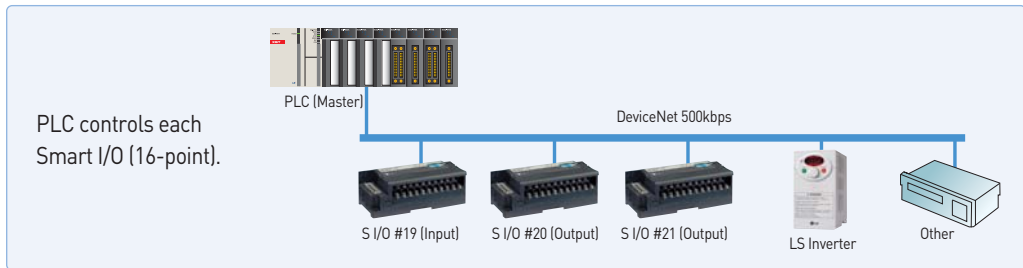 PLC (Master)
DeviceNet 500kbps
PLC controls each
Smart I/O (16-point).
S I/O #19 (Input)
S I/O #20 (Output)
S I/O #21 (Output)
LS Inverter
Other